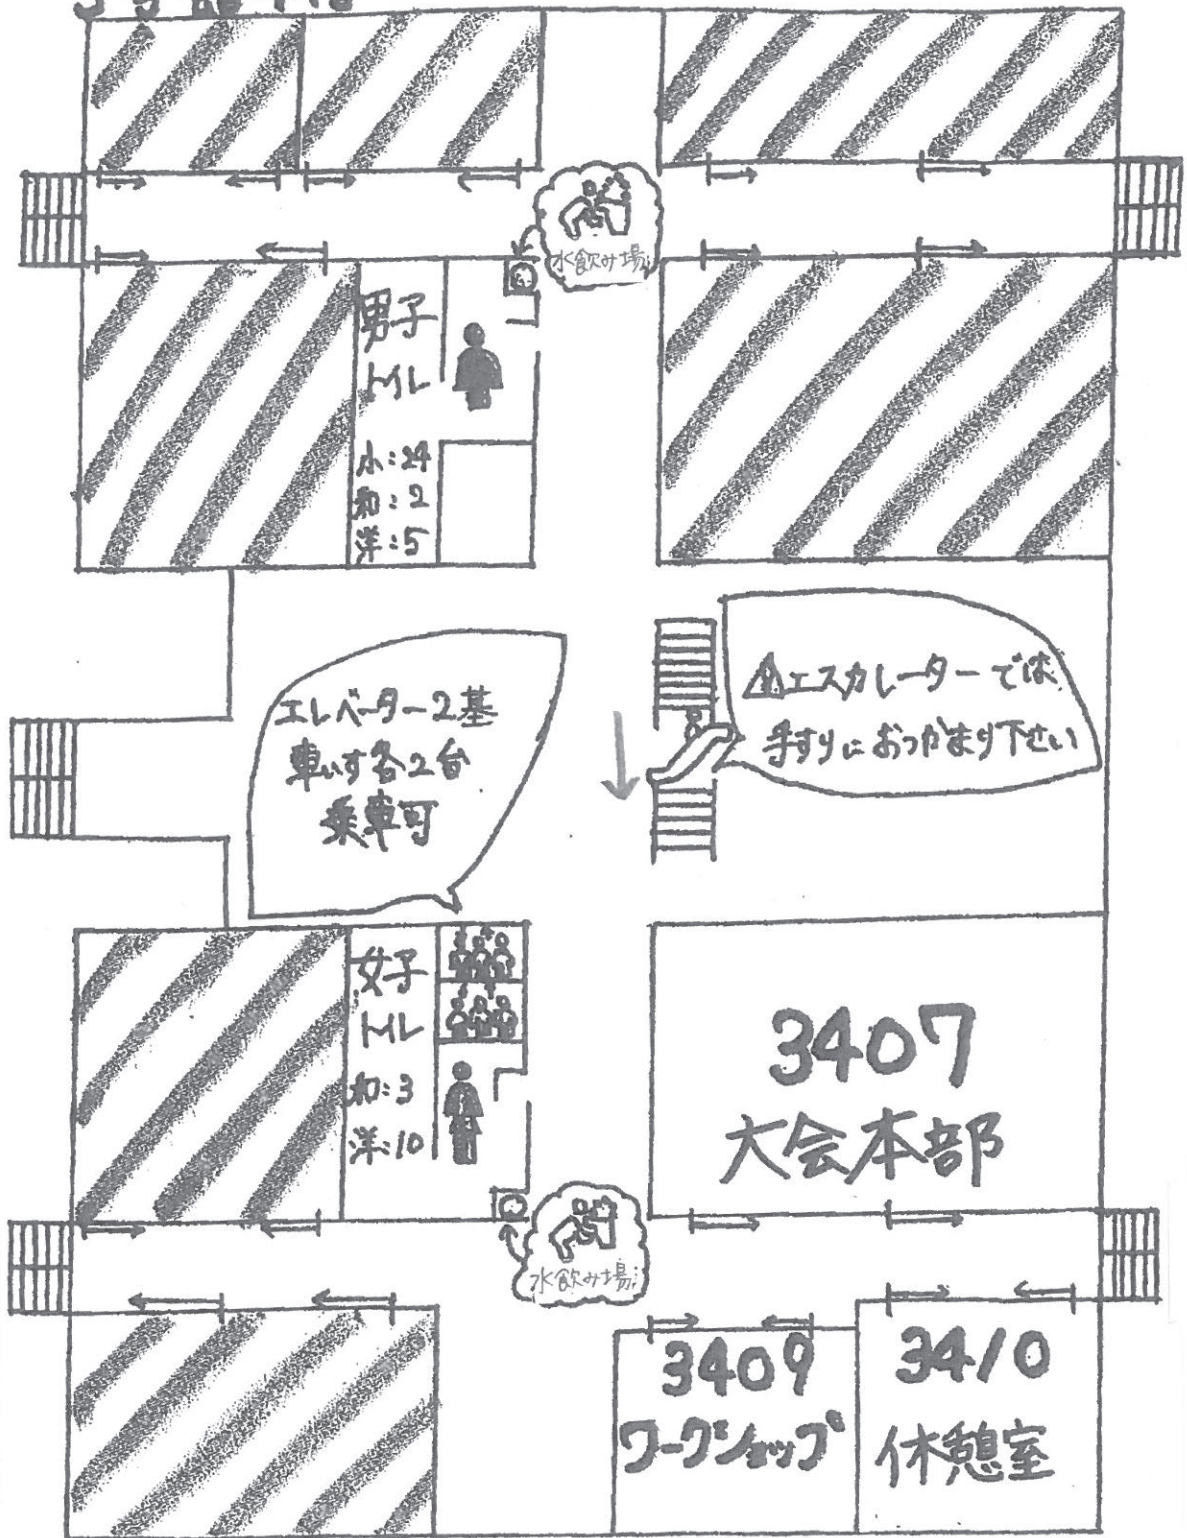 水飲み場
男子
トイレ
小:24
和:2
洋:5
エレベーター2基
車いす各2台
乗車可
エスカレーターでは
手すりにおつかまり下さい
女子
トイレ
和:3
洋:10
3407
大会本部
水飲み場
3409
ワークショップ
3410
休憩室